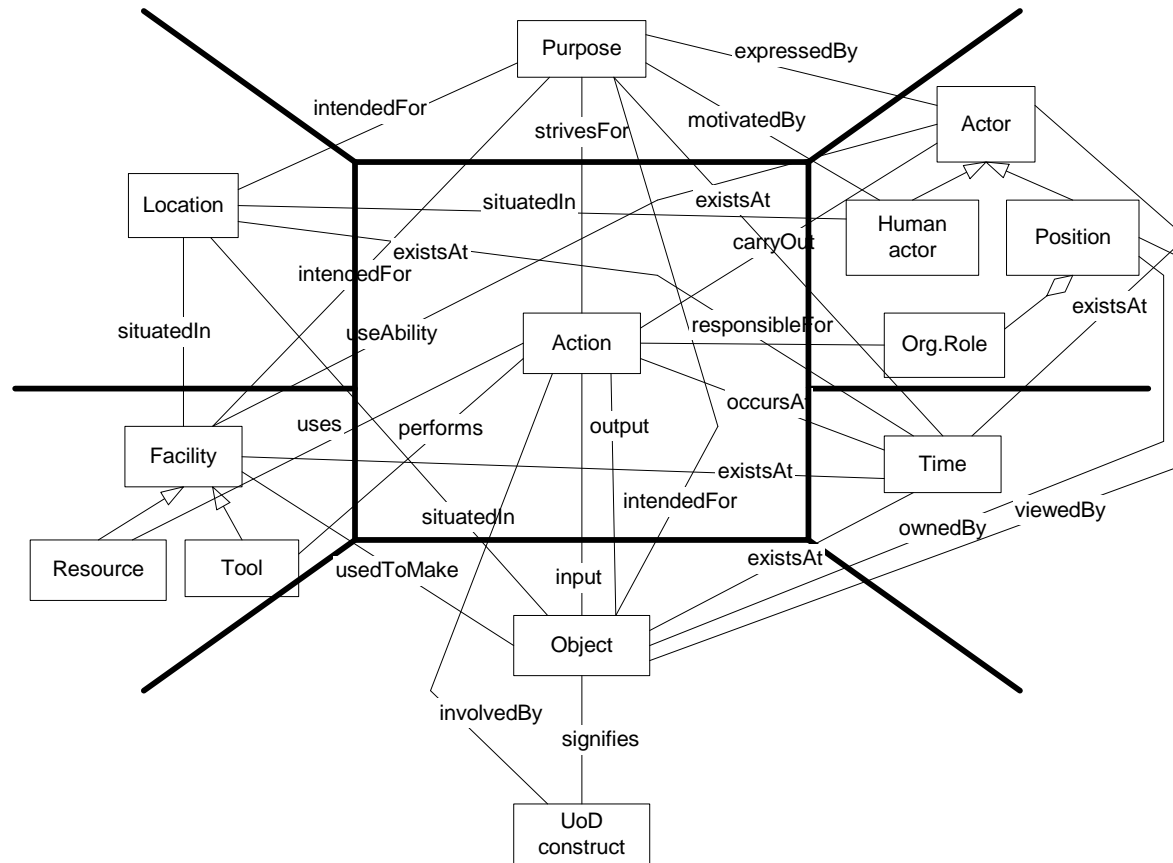 Purpose
expressedBy
intendedFor
Actor
strivesFor
motivatedBy
Location
situatedIn
existsAt
Human
actor
Position
existsAt
carryOut
intendedFor
existsAt
situatedIn
useAbility
responsibleFor
Action
Org.Role
occursAt
uses
performs
output
Facility
existsAt
Time
intendedFor
situatedIn
viewedBy
ownedBy
Resource
Tool
usedToMake
input
existsAt
Object
involvedBy
signifies
UoD
construct